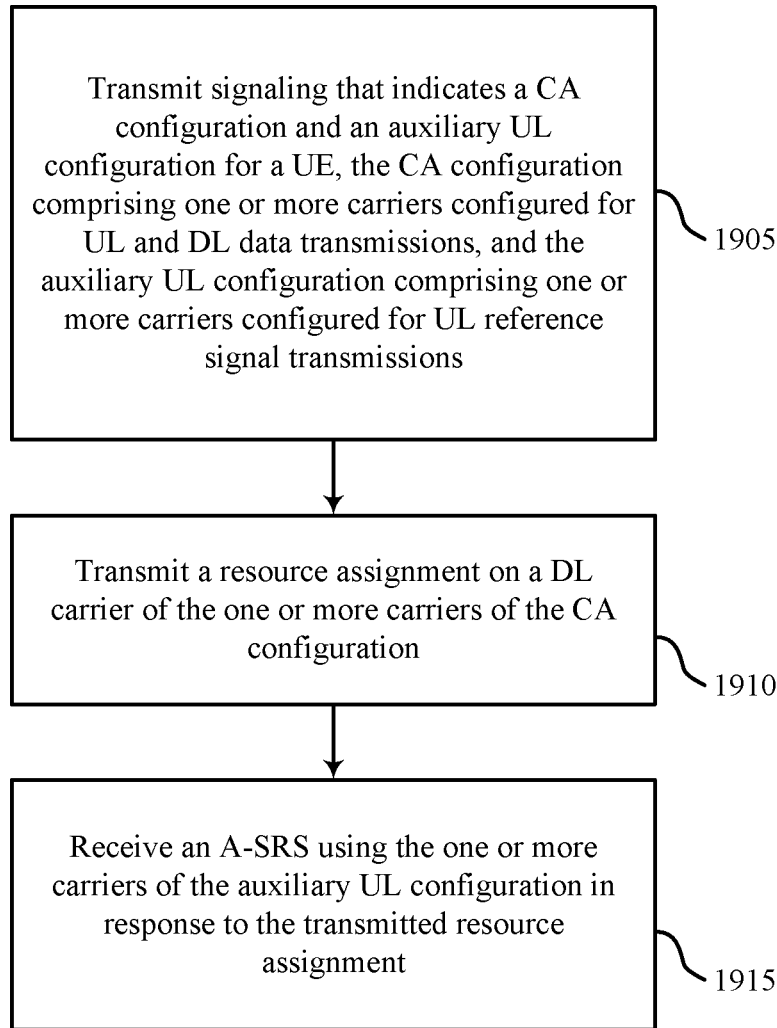 Transmit signaling that indicates a CA
configuration and an auxiliary UL
configuration for a UE, the CA configuration
comprising one or more carriers configured for
UL and DL data transmissions, and the
auxiliary UL configuration comprising one or
more carriers configured for UL reference
signal transmissions
1905
Transmit a resource assignment on a DL
carrier of the one or more carriers of the CA
configuration
1910
Receive an A-SRS using the one or more
carriers of the auxiliary UL configuration in
response to the transmitted resource
assignment
1915